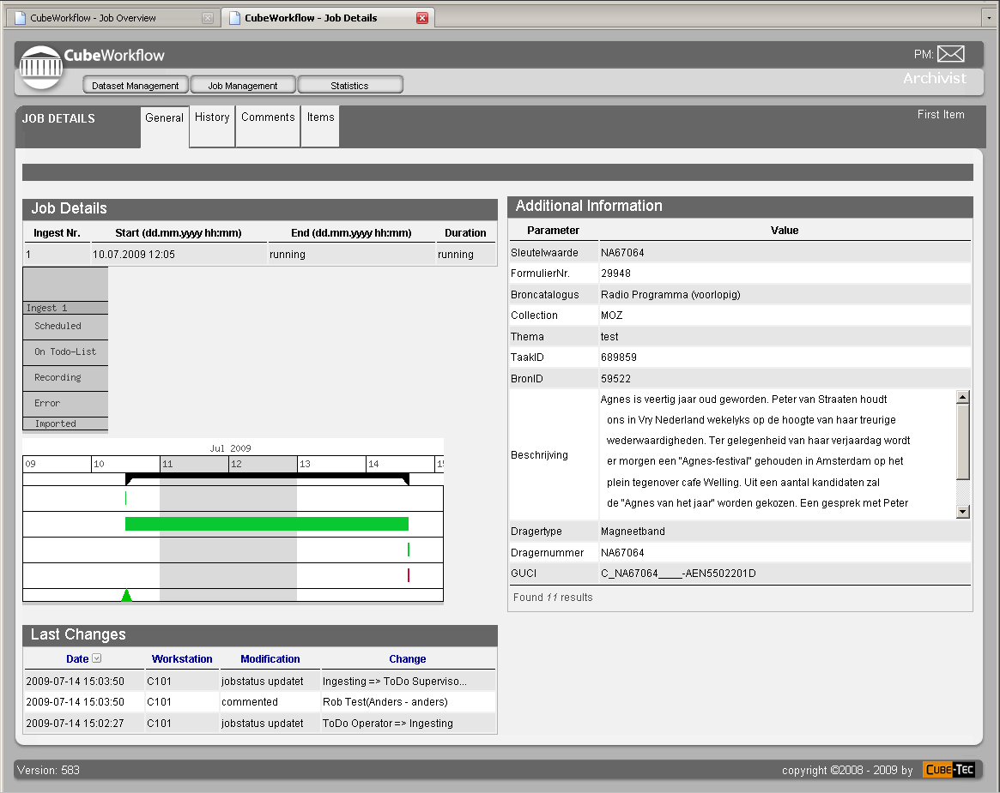 CubeWorkflow - Job Overview
CubeWorkflow - Job Details
CubeWorkflow
PM:
Dataset Management
Job Management
Statistics
Archivist
JOB DETAILS
General
History
Comments
Items
First Item
Job Details
Ingest Nr. Start (dd.mm.yyyy hh:mm) End (dd.mm.yyyy hh:mm) Duration
1 10.07.2009 12:05 running running
Ingest 1
Scheduled
On Todo-List
Recording
Error
Imported
Jul 2009
09 10 11 12 13 14 15
Last Changes
Date Workstation Modification Change
2009-07-14 15:03:50 C101 jobstatus updatet Ingesting => ToDo Superviso...
2009-07-14 15:03:50 C101 commented Rob Test(Anders - anders)
2009-07-14 15:02:27 C101 jobstatus updatet ToDo Operator => Ingesting
Additional Information
Parameter Value
Sleutelwaarde NA67064
FormulierNr. 29948
Broncatalogus Radio Programma (voorlopig)
Collection MOZ
Thema test
TaakID 689859
BronID 59522
Beschrijving
Agnes is veertig jaar oud geworden. Peter van Straaten houdt
ons in Vry Nederland wekelyks op de hoogte van haar treurige
wederwaardigheden. Ter gelegenheid van haar verjaardag wordt
er morgen een "Agnes-festival" gehouden in Amsterdam op het
plein tegenover cafe Welling. Uit een aantal kandidaten zal
de "Agnes van het jaar" worden gekozen. Een gesprek met Peter
Dragertype Magneetband
Dragernummer NA67064
GUCI C_NA67064____-AEN5502201D
Found 11 results
Version: 583
copyright ©2008 - 2009 by CUBE-TEC